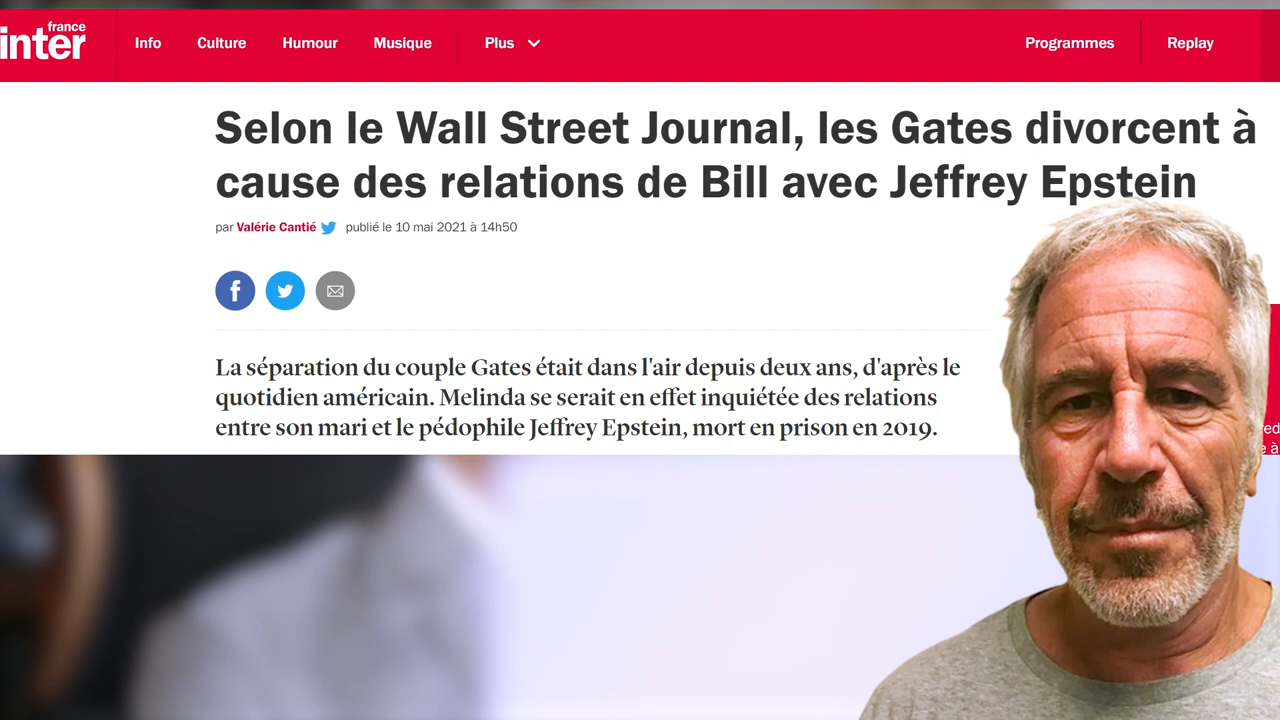 france
inter
Info Culture Humour Musique Plus Programmes Replay
Selon le Wall Street Journal, les Gates divorcent à
cause des relations de Bill avec Jeffrey Epstein
par Valérie Cantié publié le 10 mai 2021 à 14h50
La séparation du couple Gates était dans l'air depuis deux ans, d'après le
quotidien américain. Melinda se serait en effet inquiétée des relations
entre son mari et le pédophile Jeffrey Epstein, mort en prison en 2019.